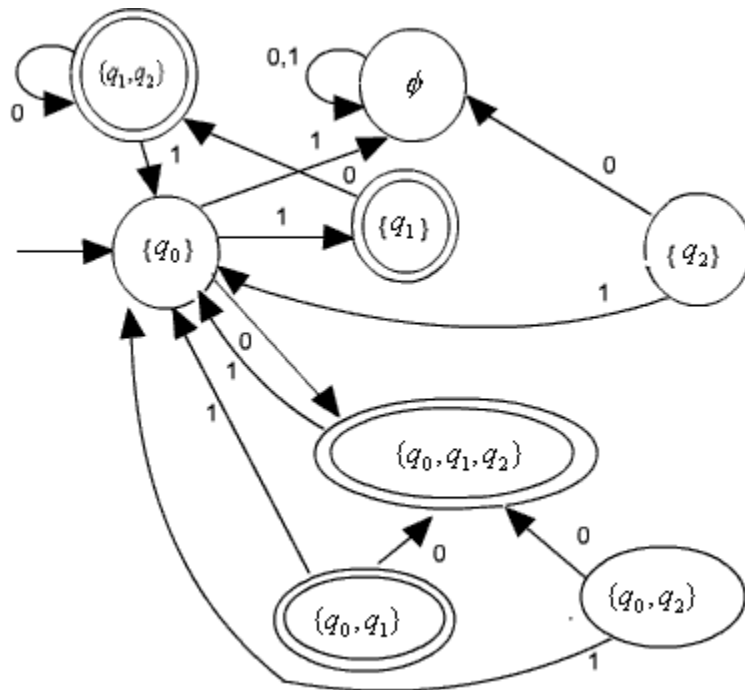 {q₁,q₂)
0,1
ϕ
0
1
1
0
0
{q₁}
1
{q₀}
{q₂}
1
0
1
1
{q₀,q₁,q₂}
0
0
{q₀,q₁}
{q₀,q₂}
1